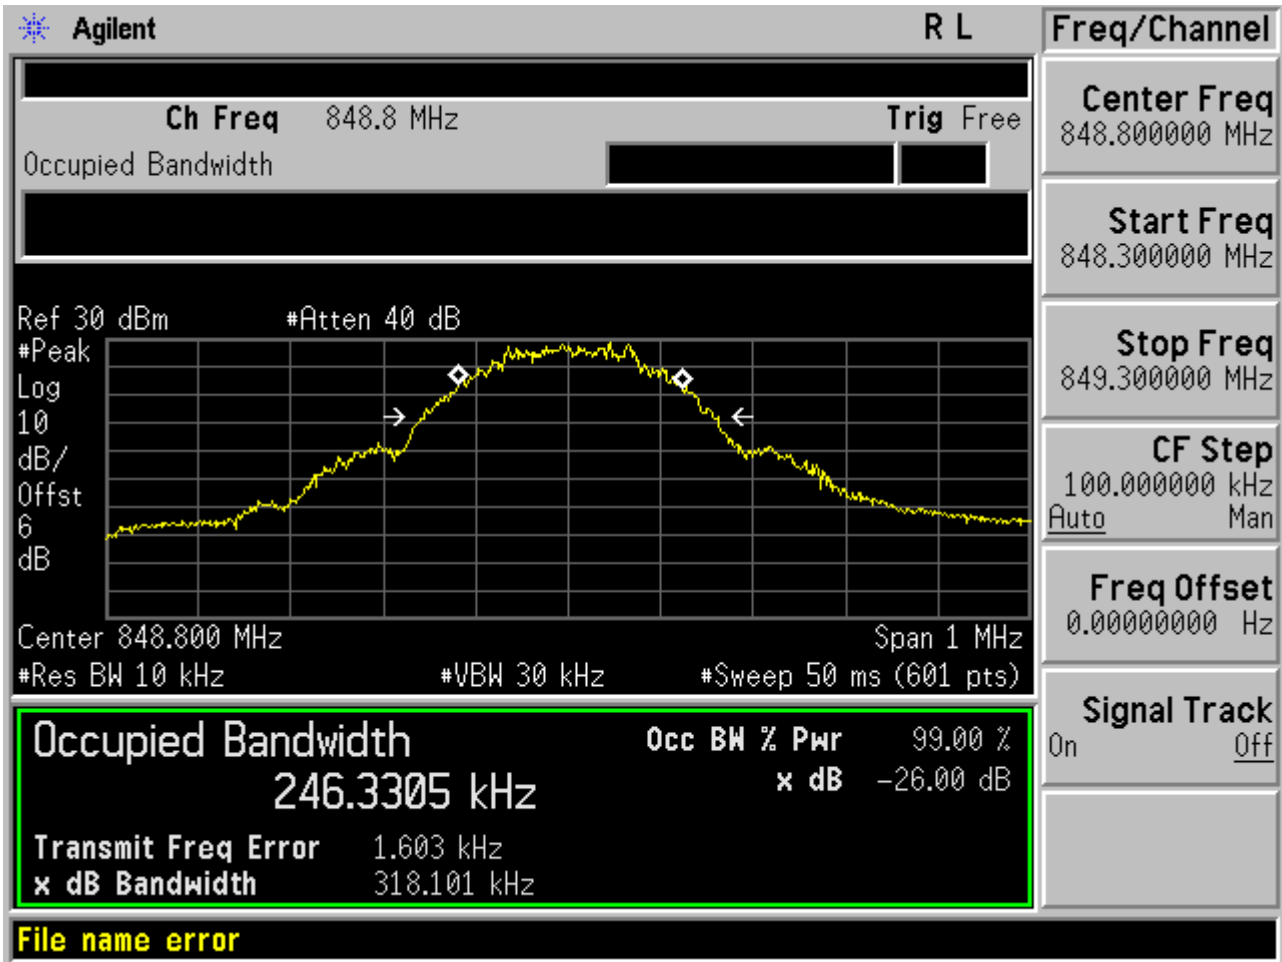 Agilent R L Freq/Channel
Ch Freq 848.8 MHz Trig Free
Occupied Bandwidth
Center Freq
848.800000 MHz
Start Freq
848.300000 MHz
Stop Freq
849.300000 MHz
CF Step
100.000000 kHz
Auto Man
Freq Offset
0.00000000 Hz
Signal Track
On Off
Ref 30 dBm #Atten 40 dB
#Peak
Log
10
dB/
Offst
6
dB
Center 848.800 MHz Span 1 MHz
#Res BW 10 kHz #VBW 30 kHz #Sweep 50 ms (601 pts)
Occupied Bandwidth Occ BW % Pwr 99.00 %
246.3305 kHz x dB -26.00 dB
Transmit Freq Error 1.603 kHz
x dB Bandwidth 318.101 kHz
File name error